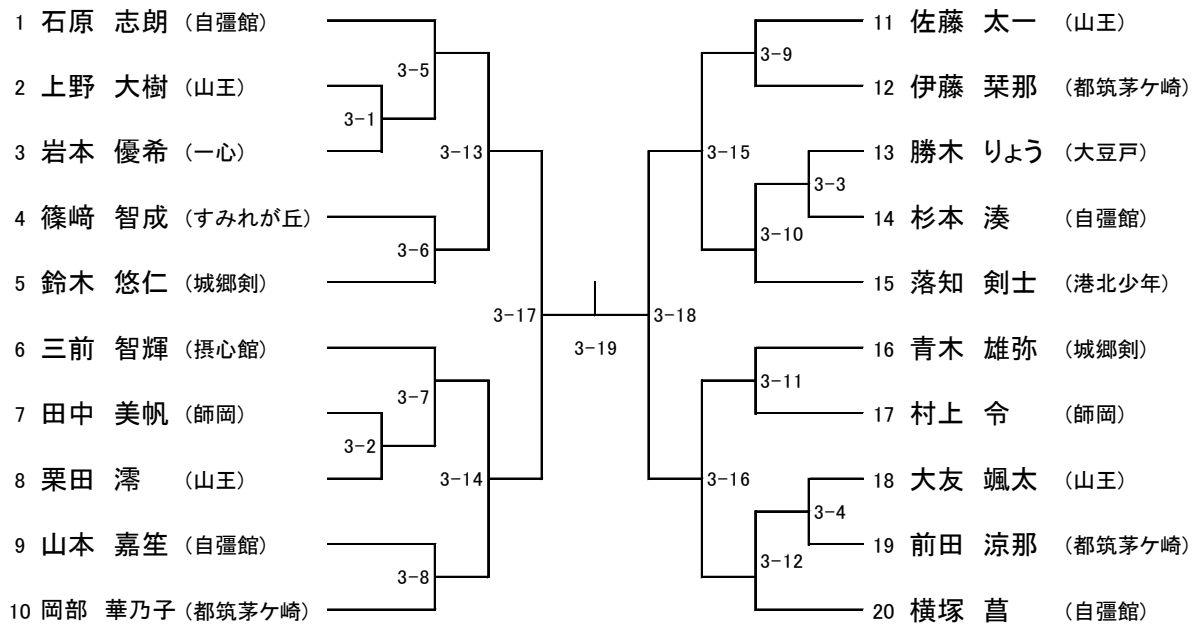 1 石原 志朗 (自彊館)
3-5
2 上野 大樹 (山王)
3-1
3 岩本 優希 (一心)
3-13
4 篠﨑 智成 (すみれが丘)
3-6
5 鈴木 悠仁 (城郷剣)
3-17
6 三前 智輝 (摂心館)
3-7
7 田中 美帆 (師岡)
3-2
8 栗田 澪 (山王)
3-14
9 山本 嘉笙 (自彊館)
3-8
10 岡部 華乃子 (都筑茅ケ崎)
3-19
11 佐藤 太一 (山王)
3-9
12 伊藤 栞那 (都筑茅ケ崎)
3-15
13 勝木 りょう (大豆戸)
3-3
14 杉本 湊 (自彊館)
3-10
15 落知 剣士 (港北少年)
3-18
16 青木 雄弥 (城郷剣)
3-11
17 村上 令 (師岡)
3-16
18 大友 颯太 (山王)
3-4
19 前田 涼那 (都筑茅ケ崎)
3-12
20 横塚 菖 (自彊館)